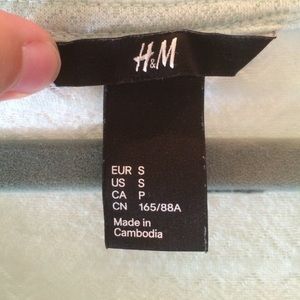 H&M
EUR S
US S
CA P
CN 165/88A
Made in
Cambodia